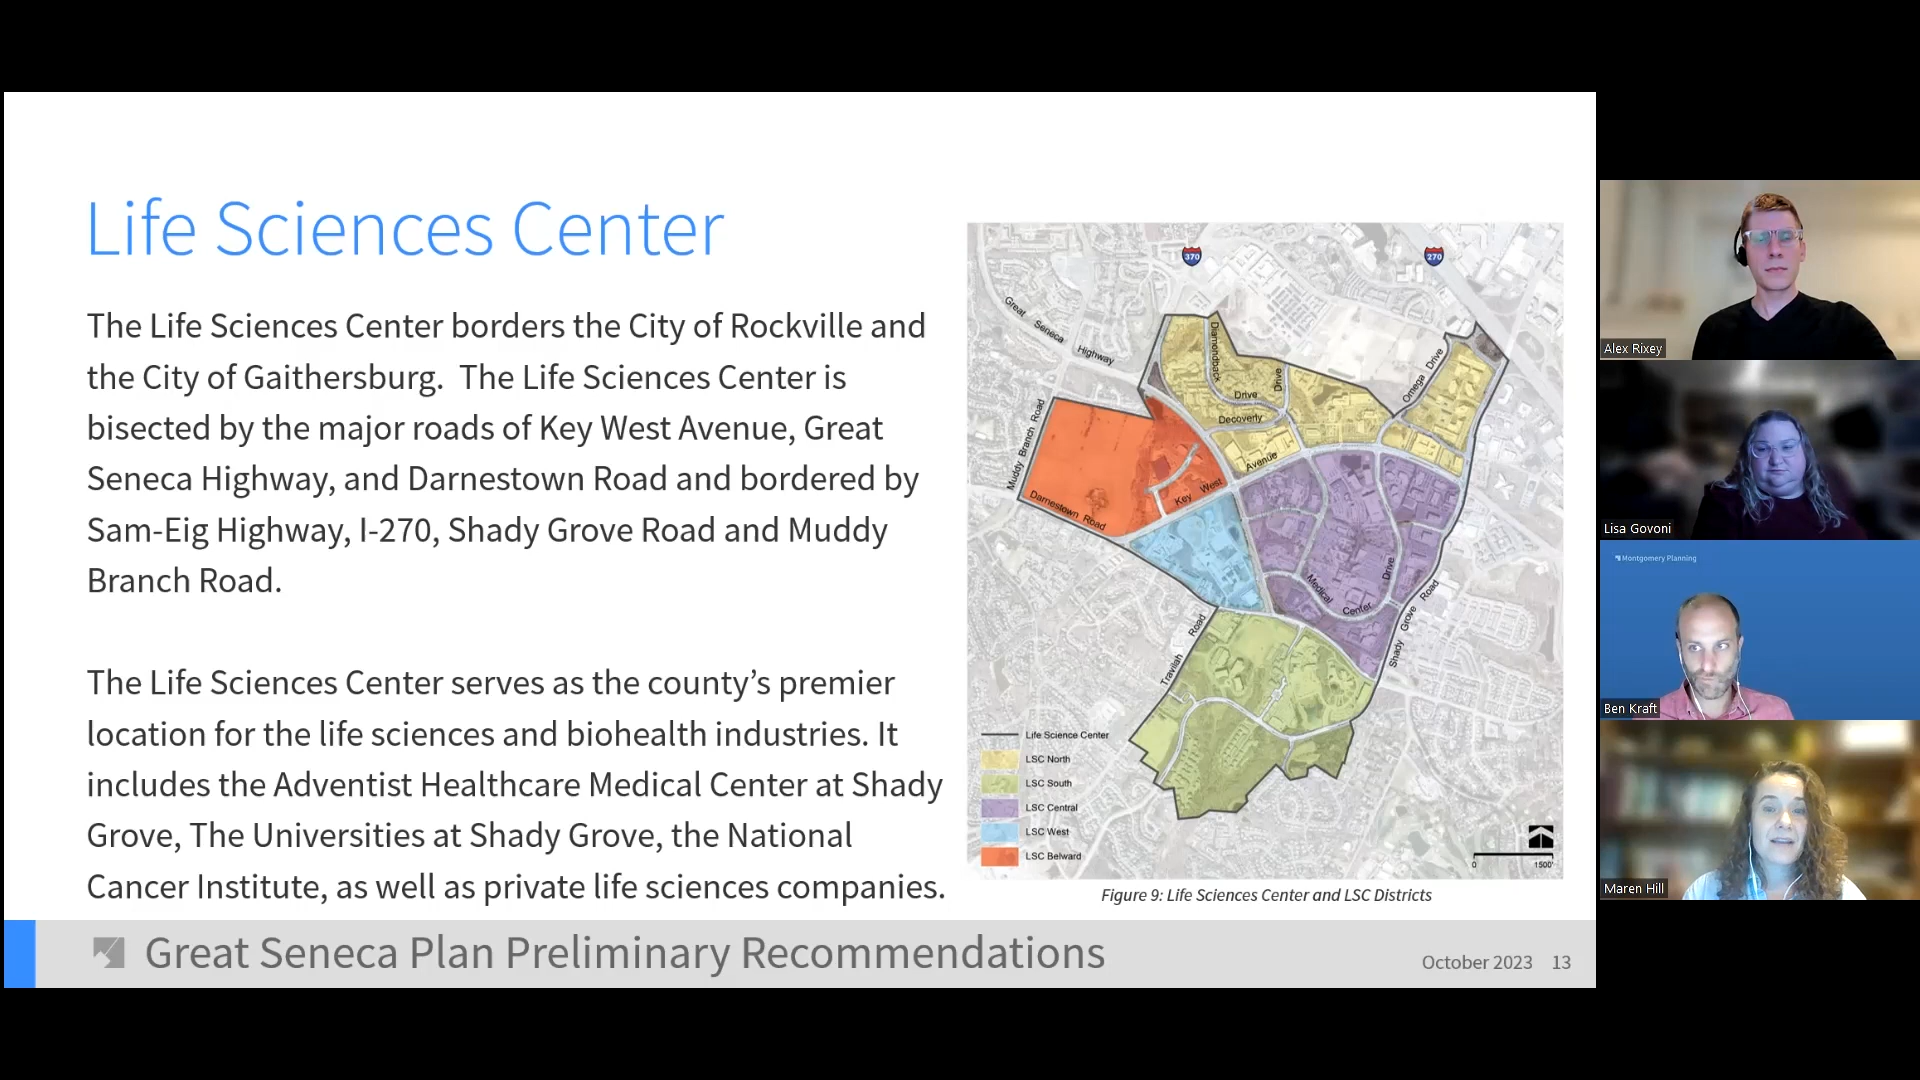 Life Sciences Center
The Life Sciences Center borders the City of Rockville and
the City of Gaithersburg.  The Life Sciences Center is
bisected by the major roads of Key West Avenue, Great
Seneca Highway, and Darnestown Road and bordered by
Sam-Eig Highway, I-270, Shady Grove Road and Muddy
Branch Road.
The Life Sciences Center serves as the county’s premier
location for the life sciences and biohealth industries. It
includes the Adventist Healthcare Medical Center at Shady
Grove, The Universities at Shady Grove, the National
Cancer Institute, as well as private life sciences companies.
370
270
Great Seneca Highway
Diamondback
Drive
Drive
Decoverly
Omega Drive
Muddy Branch Road
Avenue
Key West
Darnestown Road
Medical
Center
Drive
Shady Grove Road
Travilah Road
Life Science Center
LSC North
LSC South
LSC Central
LSC West
LSC Belward
0
1500'
Figure 9: Life Sciences Center and LSC Districts
Great Seneca Plan Preliminary Recommendations
October 2023
13
Alex Rixey
Lisa Govoni
Montgomery Planning
Ben Kraft
Maren Hill